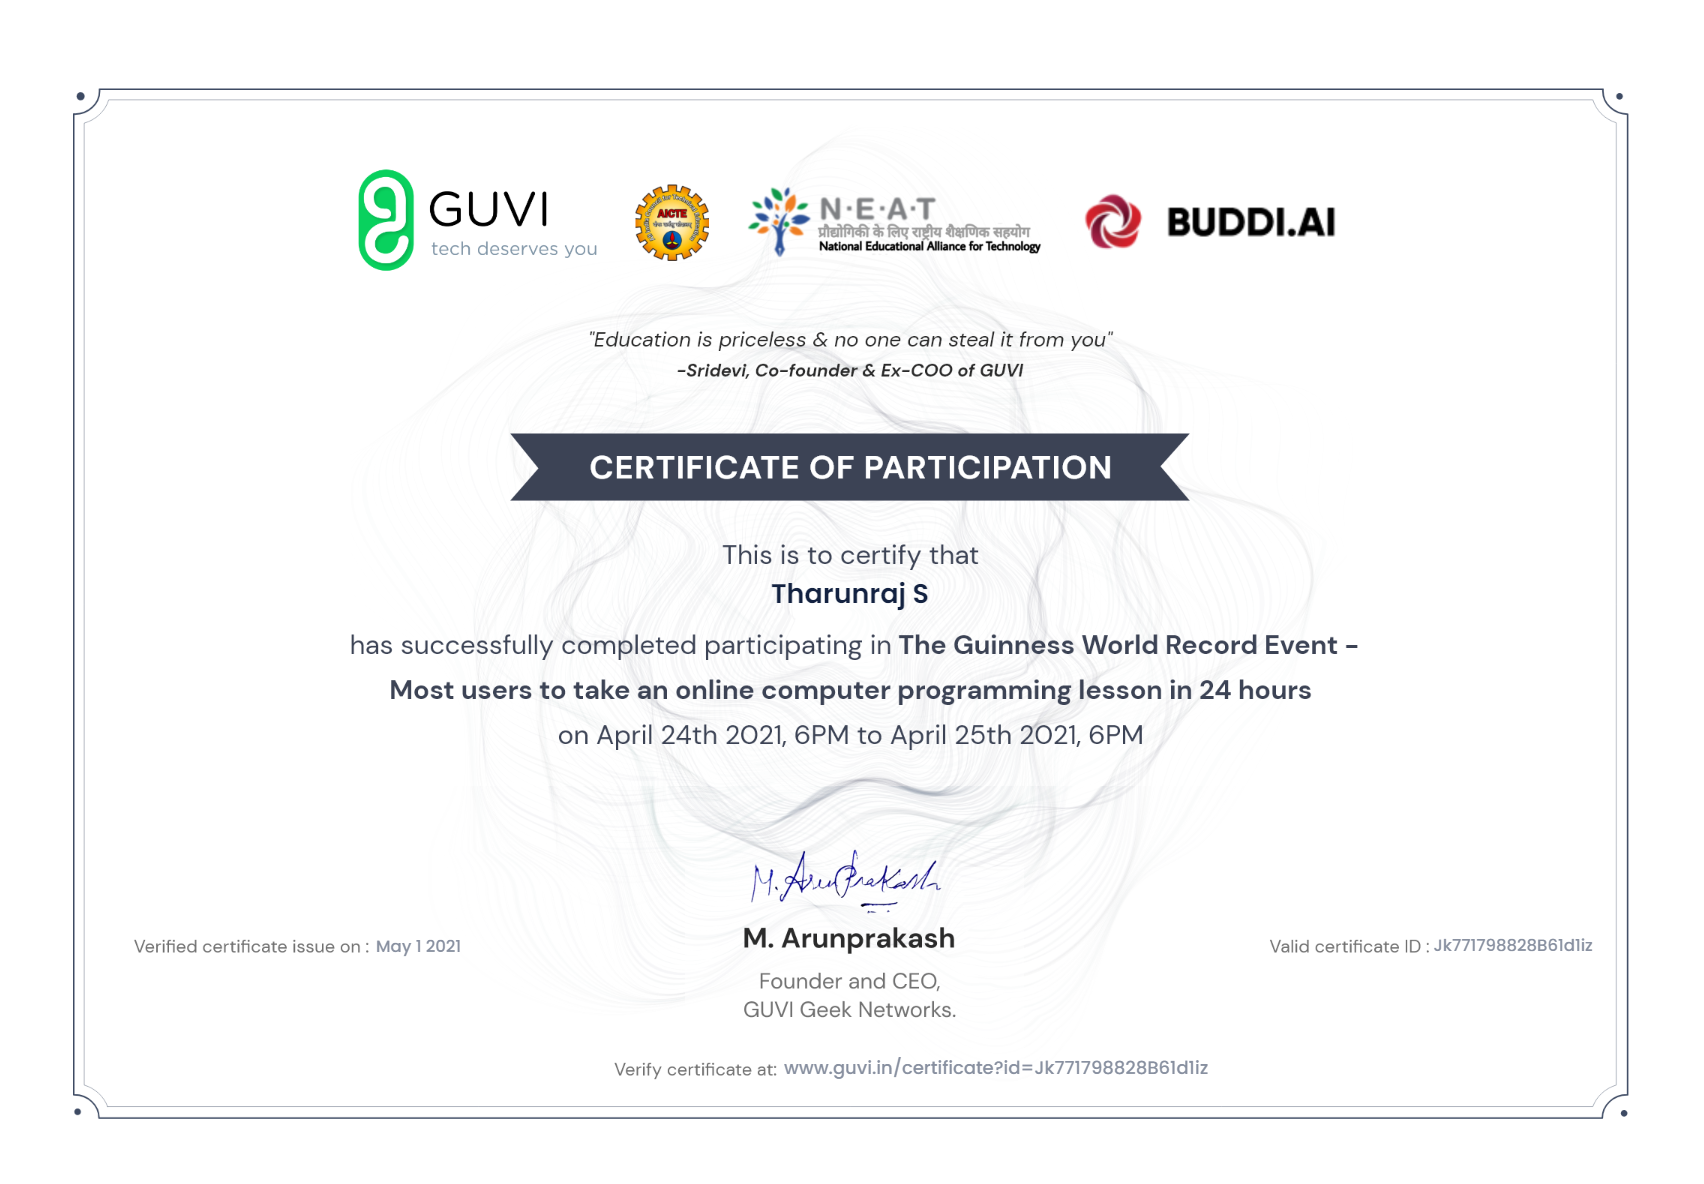 GUVI
tech deserves you
AICTE
N·E·A·T
प्रौद्योगिकी के लिए राष्ट्रीय शैक्षणिक सहयोग
National Educational Alliance for Technology
BUDDI.AI
"Education is priceless & no one can steal it from you"
-Sridevi, Co-founder & Ex-COO of GUVI
CERTIFICATE OF PARTICIPATION
This is to certify that
Tharunraj S
has successfully completed participating in The Guinness World Record Event -
Most users to take an online computer programming lesson in 24 hours
on April 24th 2021, 6PM to April 25th 2021, 6PM
M. ArunPrakash
M. Arunprakash
Founder and CEO,
GUVI Geek Networks.
Verified certificate issue on : May 1 2021
Valid certificate ID : Jk771798828B61d1iz
Verify certificate at: www.guvi.in/certificate?id=Jk771798828B61d1iz